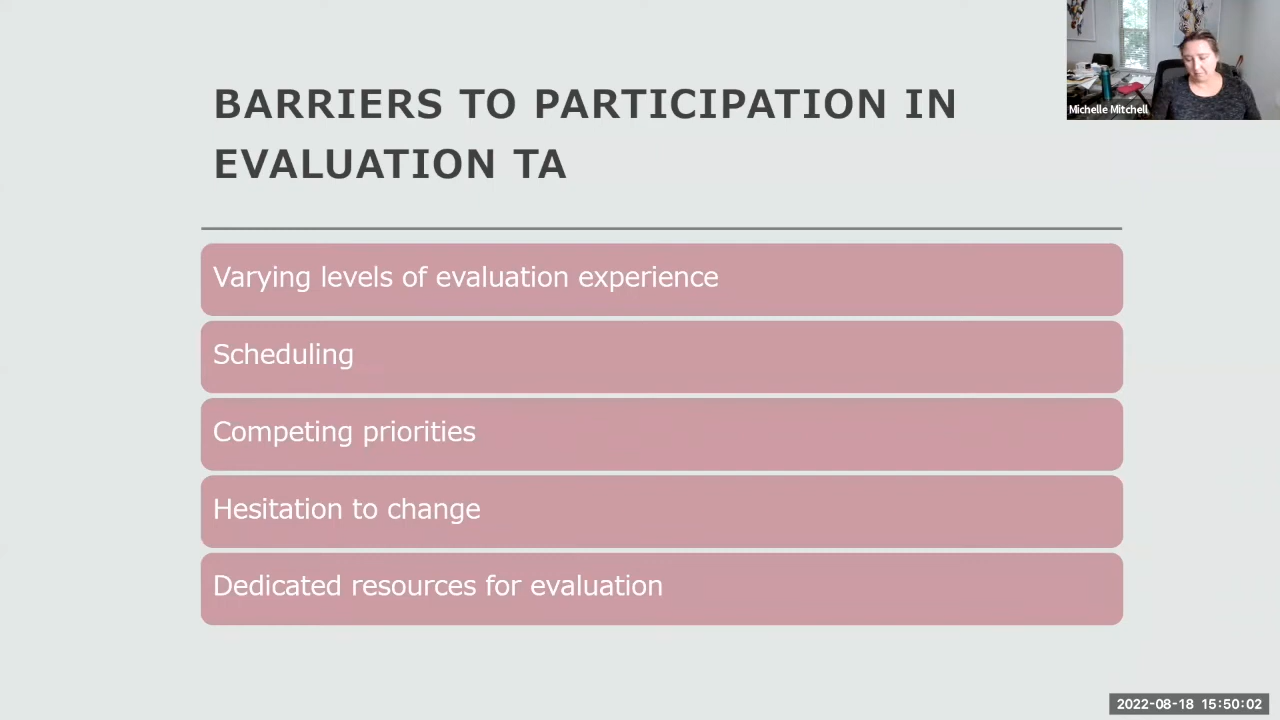 BARRIERS TO PARTICIPATION IN
EVALUATION TA
Michelle Mitchell
Varying levels of evaluation experience
Scheduling
Competing priorities
Hesitation to change
Dedicated resources for evaluation
2022-08-18 15:50:02